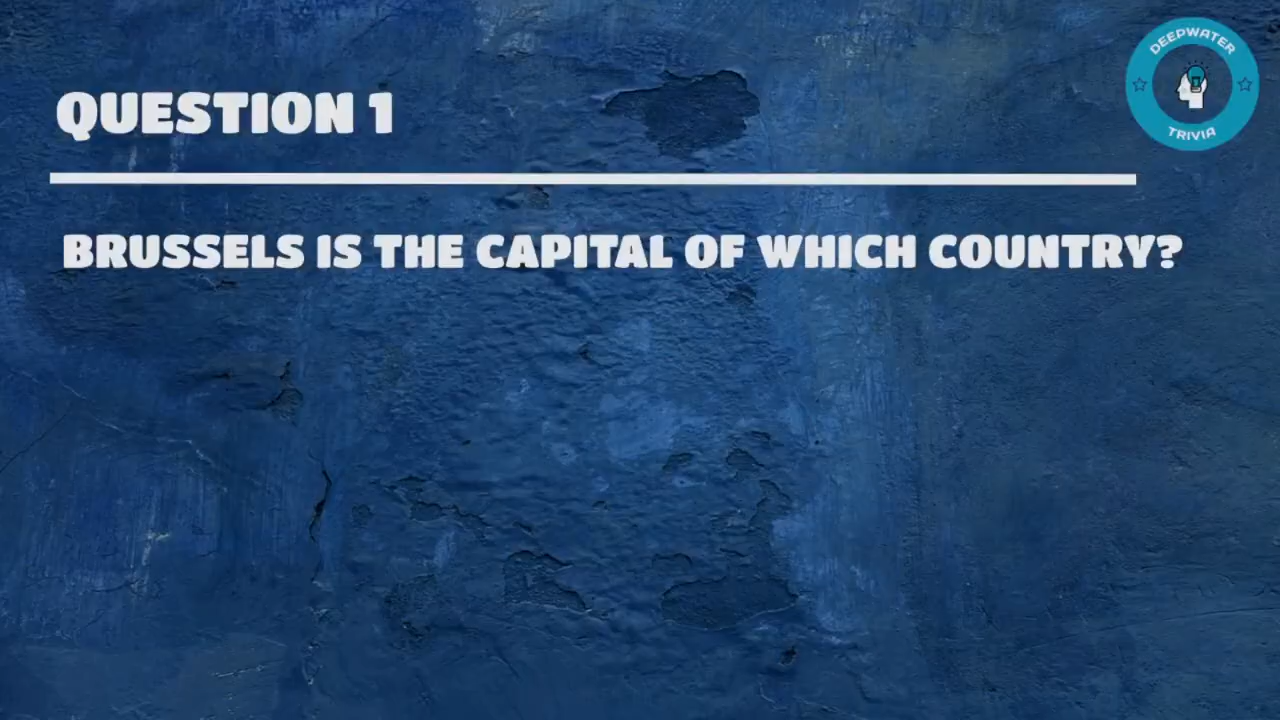 DEEPWATER
TRIVIA
QUESTION 1
BRUSSELS IS THE CAPITAL OF WHICH COUNTRY?